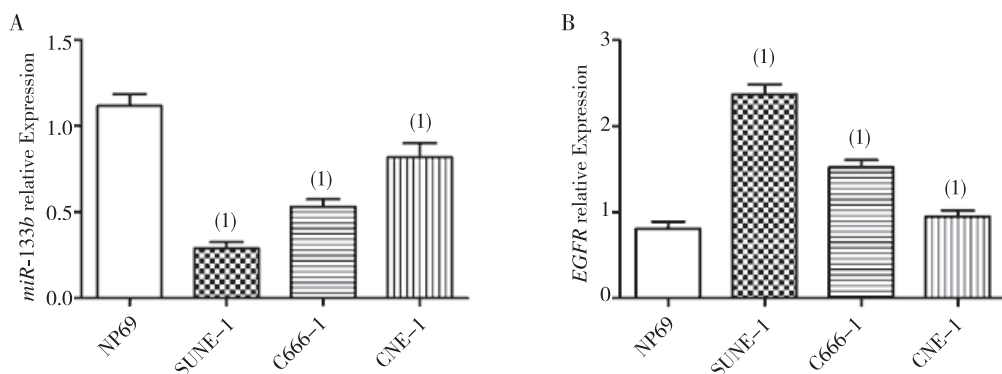 A
miR-133b relative Expression
1.5
1.0
0.5
0.0
(1)
(1)
(1)
NP69
SUNE-1
C666-1
CNE-1
B
EGFR relative Expression
3
2
1
0
(1)
(1)
(1)
NP69
SUNE-1
C666-1
CNE-1